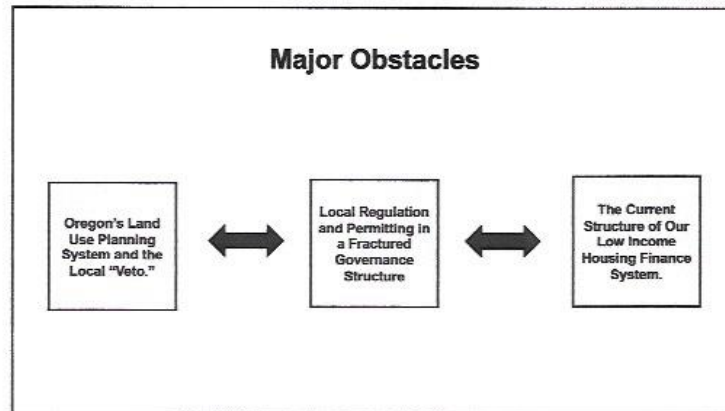 Major Obstacles
Oregon's Land
Use Planning
System and the
Local "Veto."
Local Regulation
and Permitting in
a Fractured
Governance
Structure
The Current
Structure of Our
Low Income
Housing Finance
System.